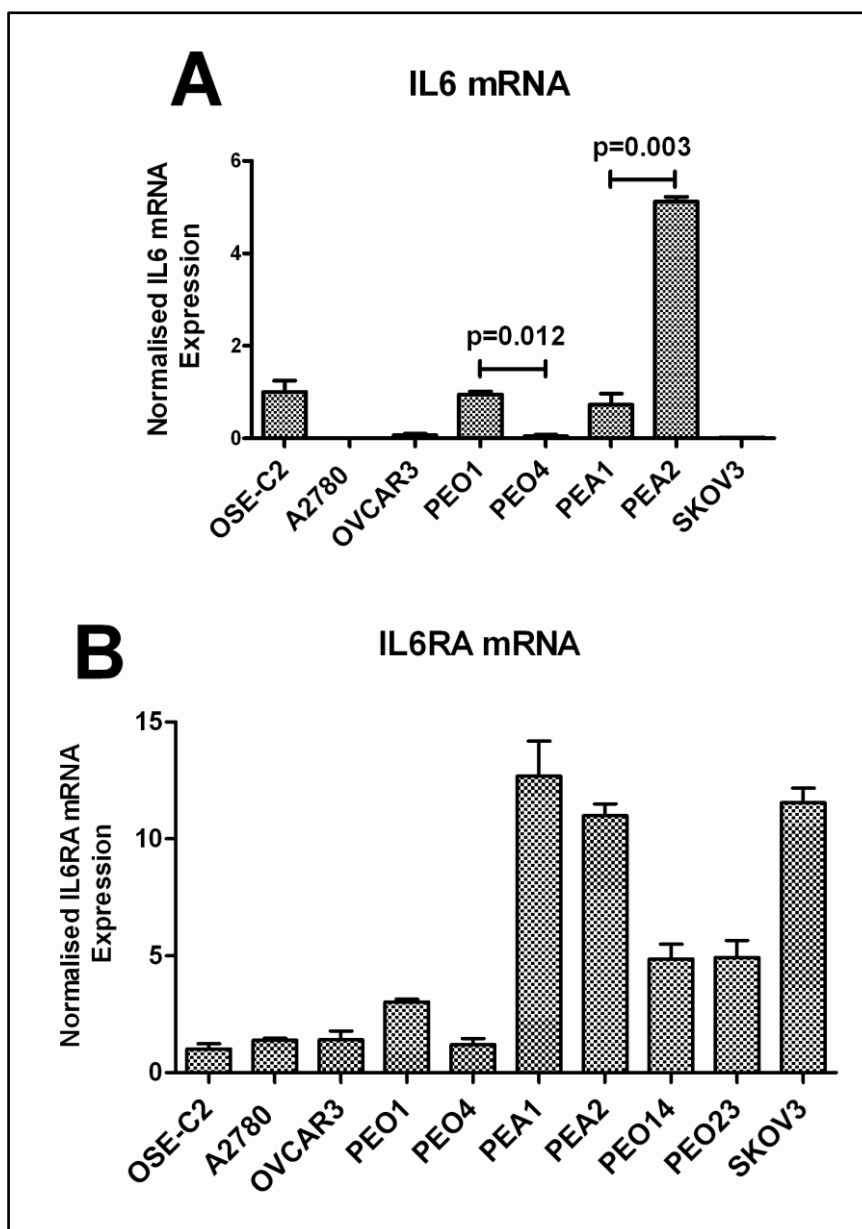 A
IL6 mRNA
Normalised IL6 mRNA
Expression
6
4
2
0
p=0.003
p=0.012
OSE-C2
A2780
OVCAR3
PEO1
PEO4
PEA1
PEA2
SKOV3
B
IL6RA mRNA
Normalised IL6RA mRNA
Expression
15
10
5
0
OSE-C2
A2780
OVCAR3
PEO1
PEO4
PEA1
PEA2
PEO14
PEO23
SKOV3